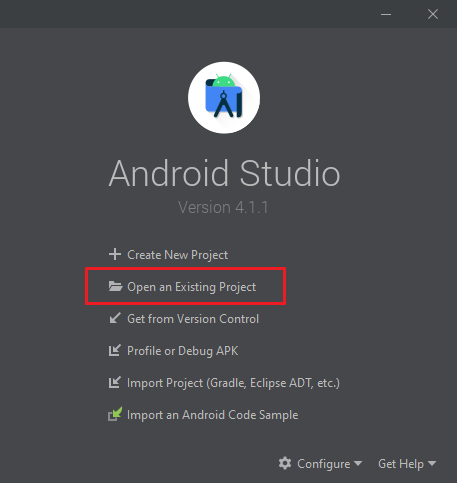 Android Studio
Version 4.1.1
Create New Project
Open an Existing Project
Get from Version Control
Profile or Debug APK
Import Project (Gradle, Eclipse ADT, etc.)
Import an Android Code Sample
Configure Get Help